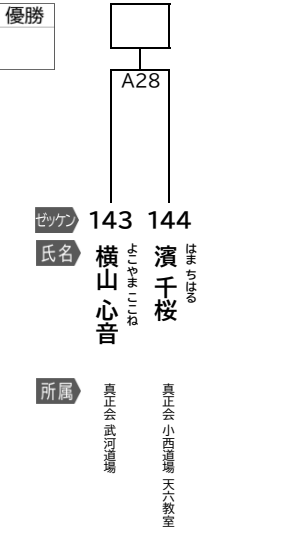 優勝
A28
ゼッケン 143 144
氏名
横山 心音
よこやま ここね
濱 千桜
はま ちはる
所属
真正会 武河道場
真正会 小西道場 天六教室